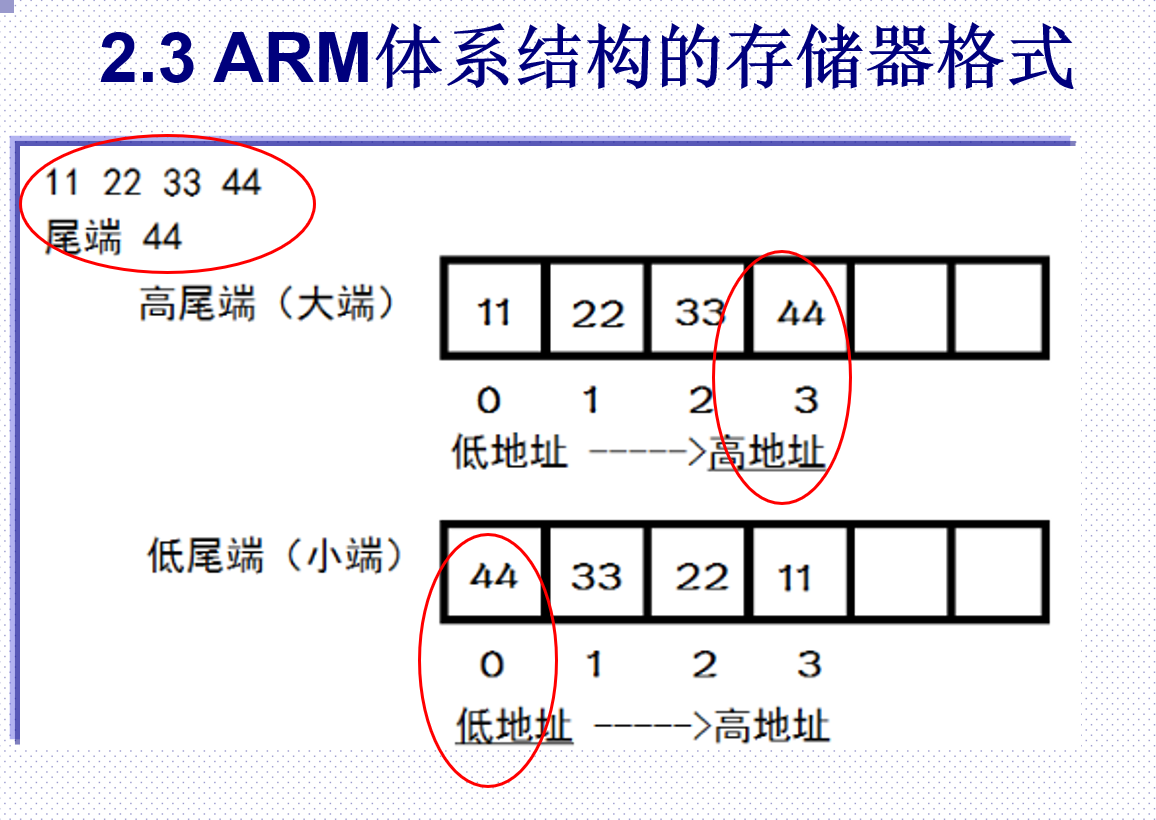 2.3 ARM体系结构的存储器格式
11 22 33 44
尾端 44
高尾端（大端）
11 22 33 44
0 1 2 3
低地址 ----->高地址
低尾端（小端）
44 33 22 11
0 1 2 3
低地址 ----->高地址